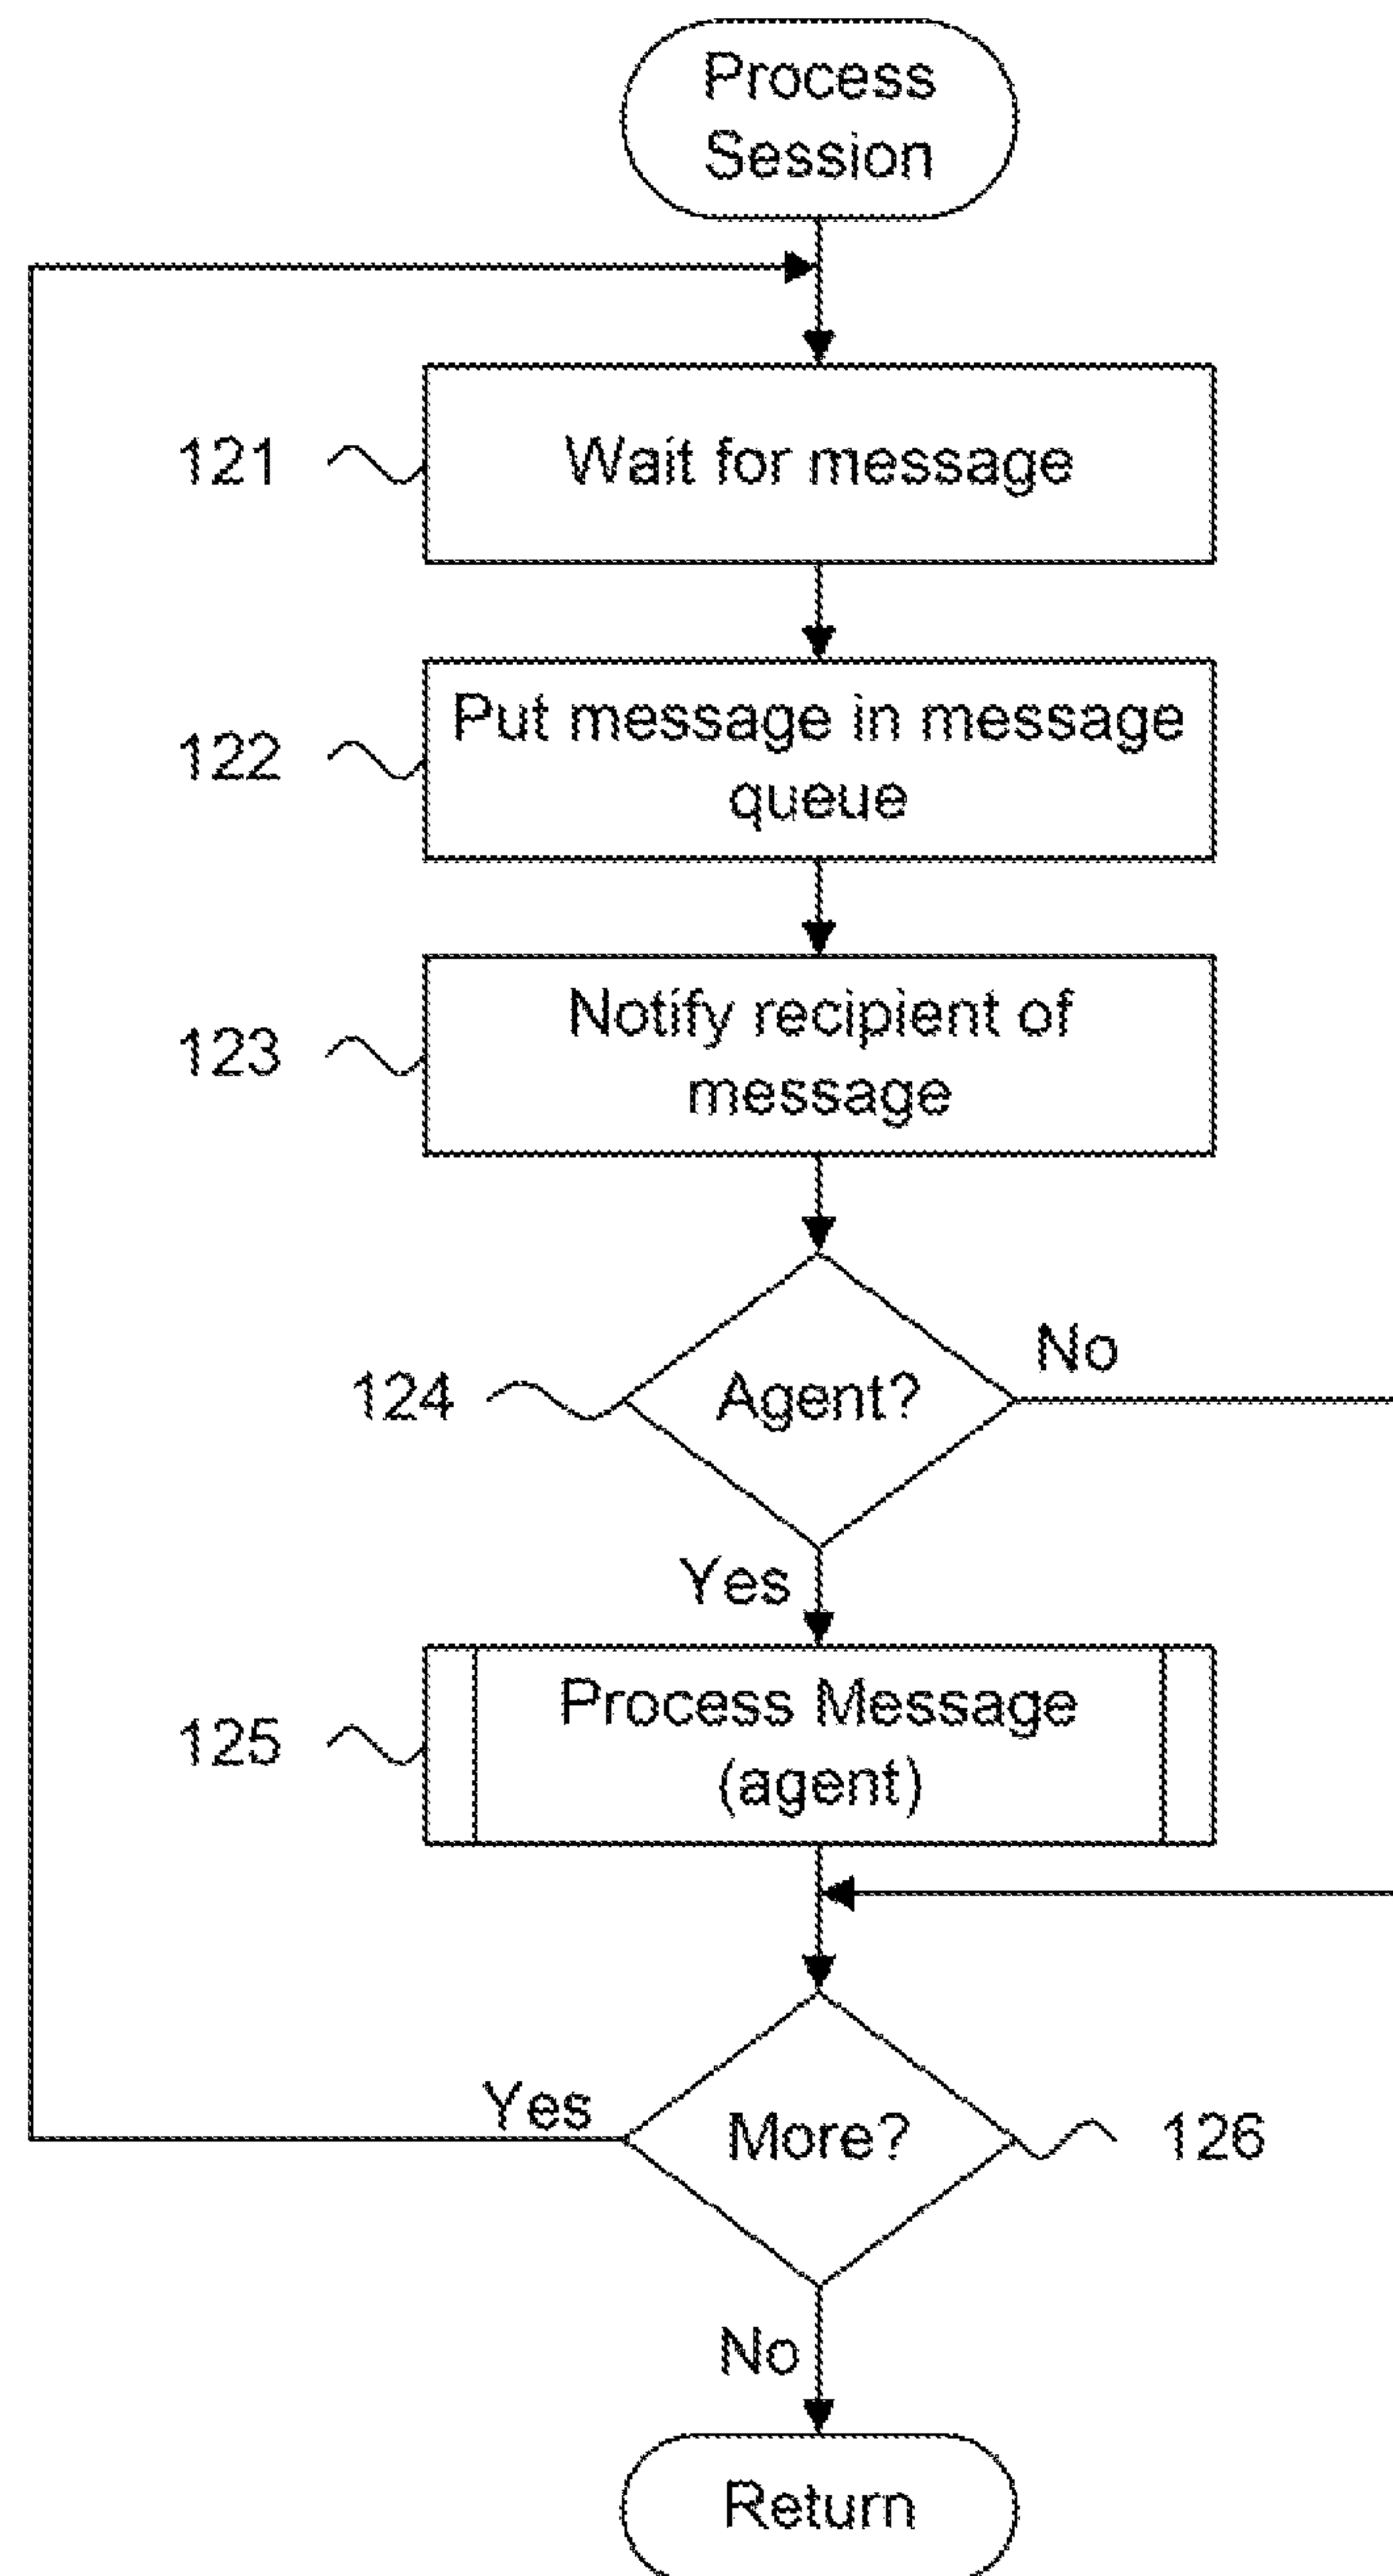 Process
Session
121
Wait for message
122
Put message in message
queue
123
Notify recipient of
message
124
Agent?
No
Yes
125
Process Message
(agent)
Yes
More?
126
No
Return